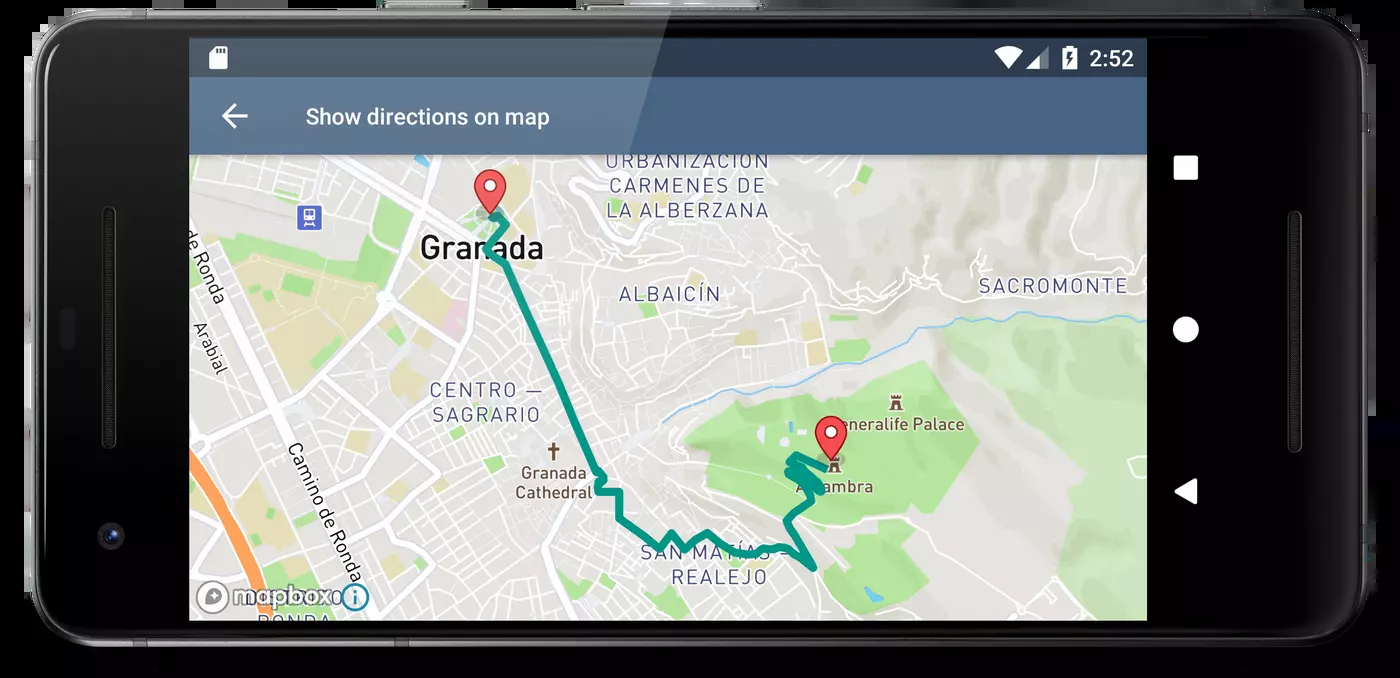 2:52
Show directions on map
URBANIZACIÓN
CARMENES DE
LA ALBERZANA
Granada
de Ronda
ALBAICÍN
SACROMONTE
Arabial
CENTRO —
SAGRARIO
Generalife Palace
Camino de Ronda
Granada
Cathedral
Alhambra
SAN MATÍAS –
REALEJO
mapbox
RONDA